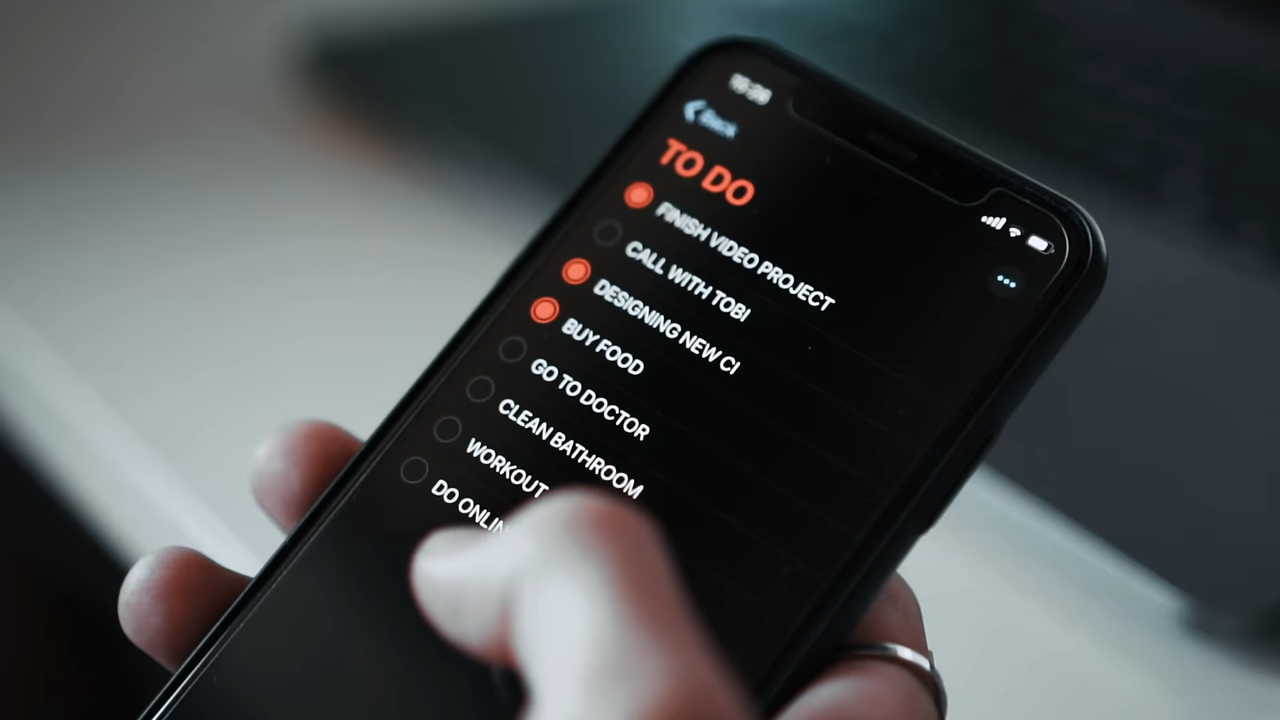 Back
TO DO
FINISH VIDEO PROJECT
CALL WITH TOBI
DESIGNING NEW CI
BUY FOOD
GO TO DOCTOR
CLEAN BATHROOM
WORKOUT
DO